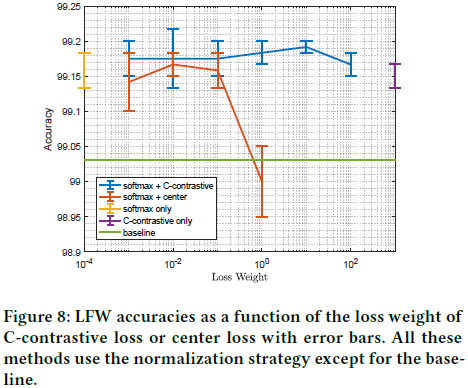 99.25
99.2
99.15
99.1
99.05
99
98.95
98.9
Accuracy
softmax + C-contrastive
softmax + center
softmax only
C-contrastive only
baseline
10^-4
10^-2
10^0
10^2
Loss Weight
Figure 8: LFW accuracies as a function of the loss weight of
C-contrastive loss or center loss with error bars. All these
methods use the normalization strategy except for the base-
line.